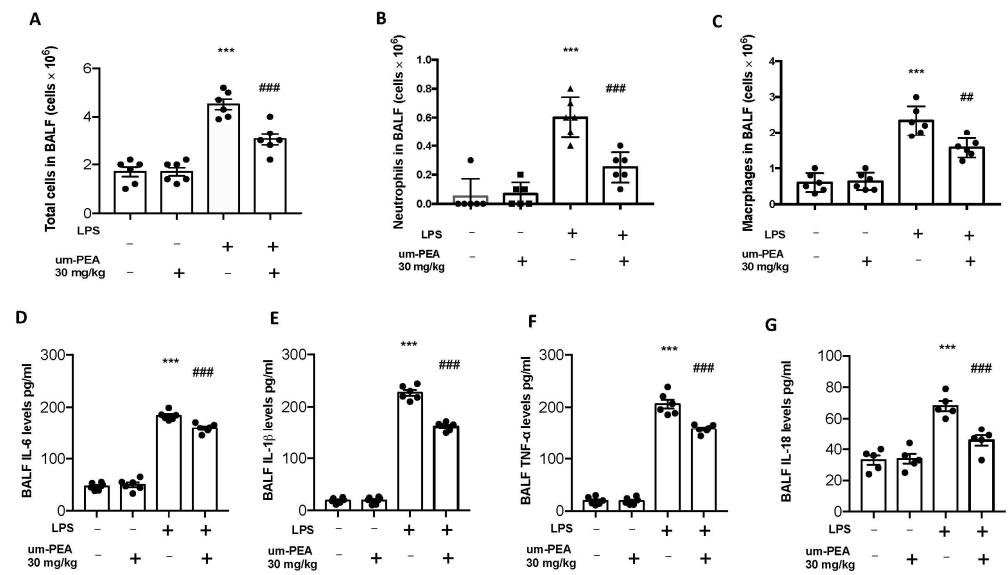 A
Total cells in BALF (cells × 10⁶)
6
4
2
0
***
###
LPS – – + +
um-PEA
30 mg/kg – + – +
B
Neutrophils in BALF (cells × 10⁶)
1.0
0.8
0.6
0.4
0.2
0.0
***
###
LPS – – + +
um-PEA
30 mg/kg – + – +
C
Macrphages in BALF (cells × 10⁶)
4
3
2
1
0
***
##
LPS – – + +
um-PEA
30 mg/kg – + – +
D
BALF IL-6 levels pg/ml
300
200
100
0
***
###
LPS – – + +
um-PEA
30 mg/kg – + – +
E
BALF IL-1β levels pg/ml
300
200
100
0
***
###
LPS – – + +
um-PEA
30 mg/kg – + – +
F
BALF TNF-α levels pg/ml
300
200
100
0
***
###
LPS – – + +
um-PEA
30 mg/kg – + – +
G
BALF IL-18 levels pg/ml
100
80
60
40
20
0
***
###
LPS – – + +
um-PEA
30 mg/kg – + – +